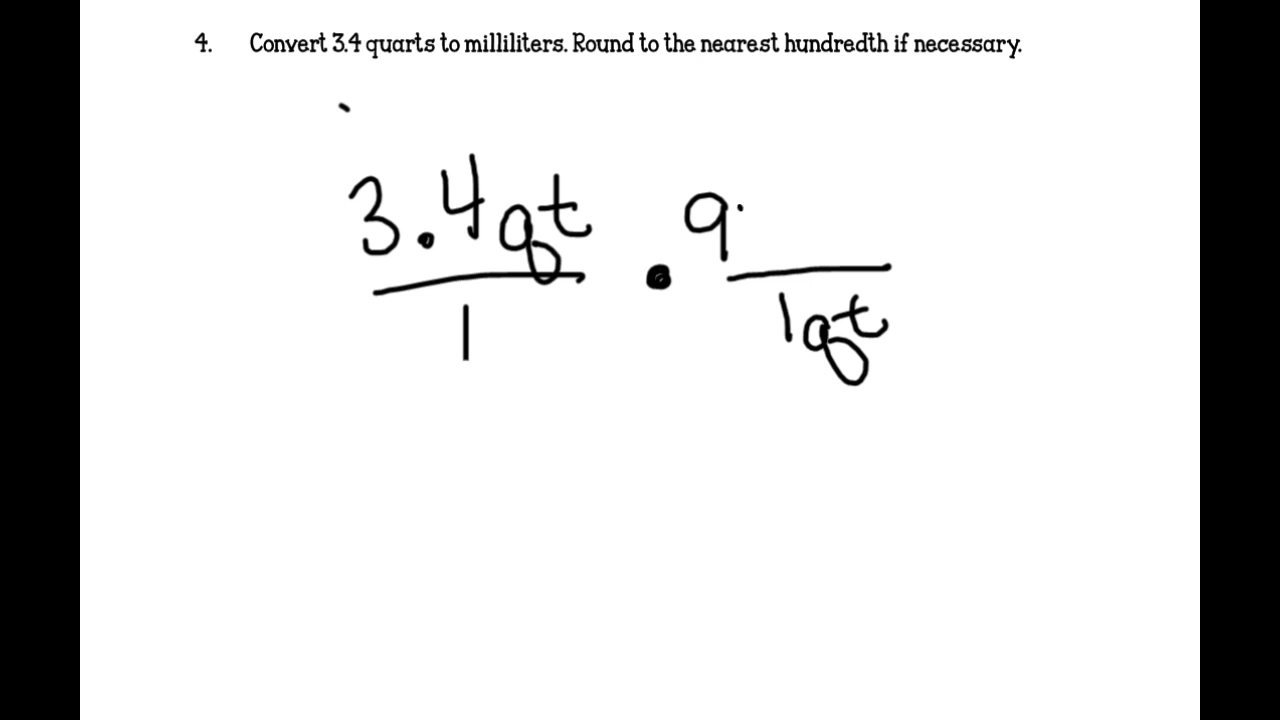 4. Convert 3.4 quarts to milliliters. Round to the nearest hundredth if necessary.
3.4qt . 9
1 1qt